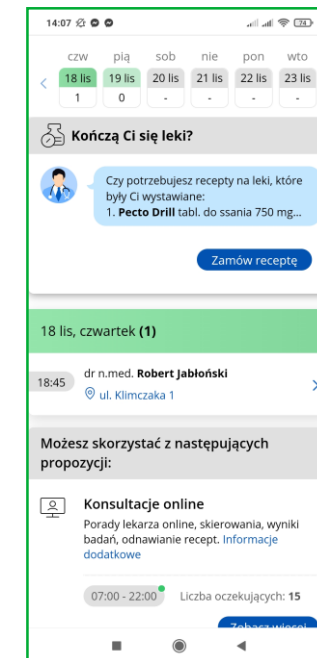 14:07
74
czw pią sob nie pon wto
18 lis 19 lis 20 lis 21 lis 22 lis 23 lis
1 0 - - - -
Kończą Ci się leki?
Czy potrzebujesz recepty na leki, które
były Ci wystawiane:
1. Pecto Drill tabl. do ssania 750 mg...
Zamów receptę
18 lis, czwartek (1)
18:45
dr n.med. Robert Jabłoński
ul. Klimczaka 1
Możesz skorzystać z następujących
propozycji:
Konsultacje online
Porady lekarza online, skierowania, wyniki
badań, odnawianie recept. Informacje
dodatkowe
07:00 - 22:00 Liczba oczekujących: 15
Zobacz więcej